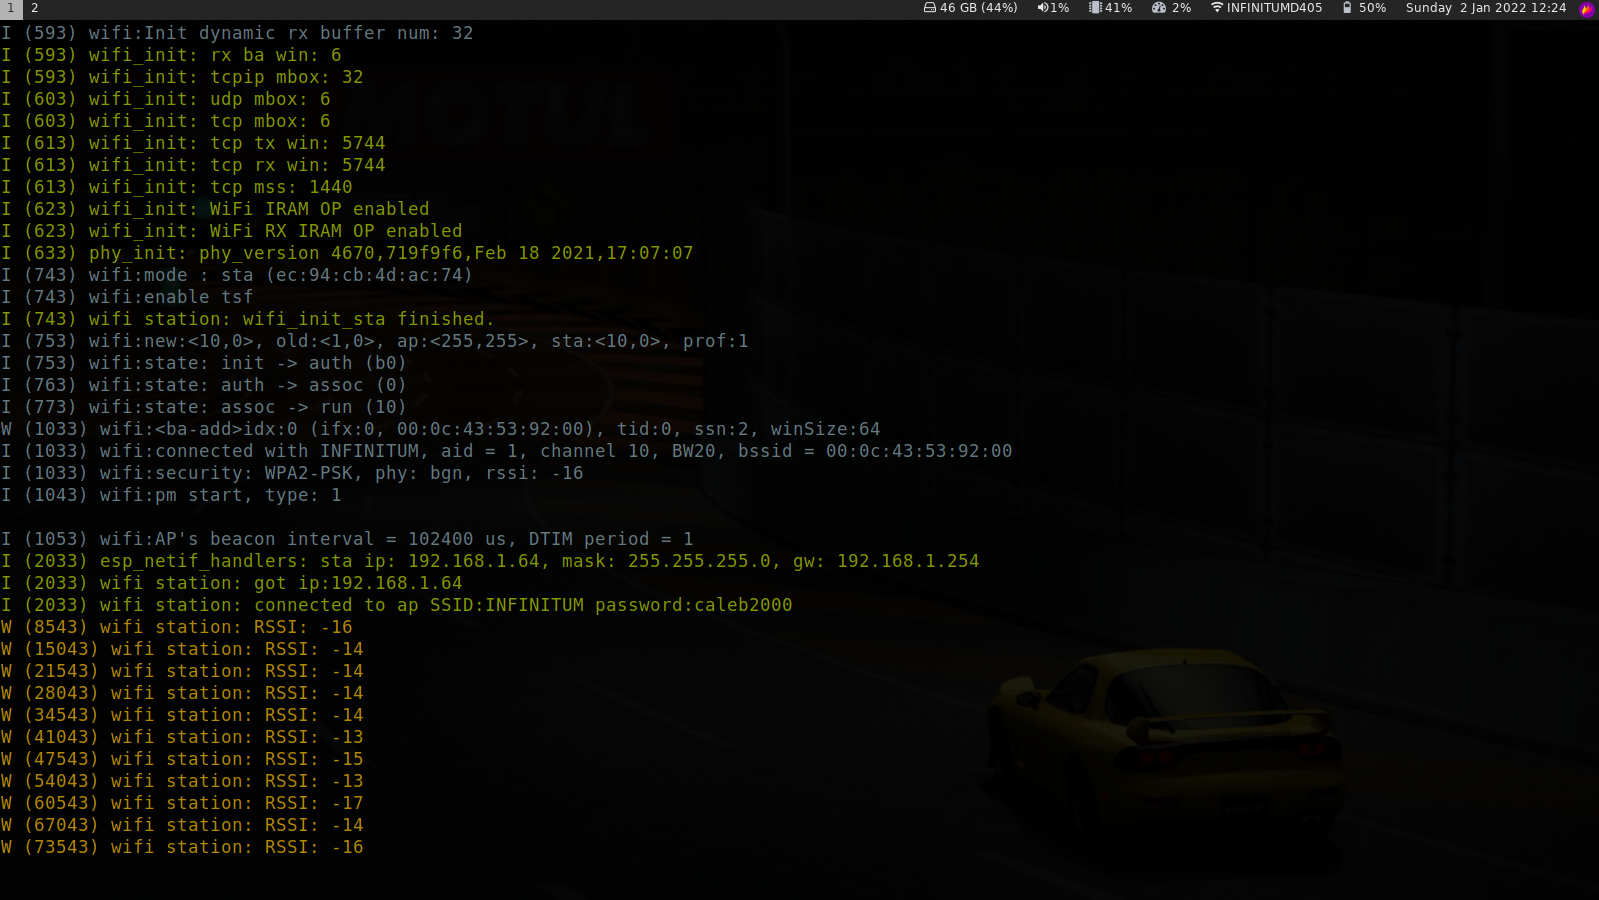 1 2 46 GB (44%) 1% 41% 2% INFINITUMD405 50% Sunday 2 Jan 2022 12:24
I (593) wifi:Init dynamic rx buffer num: 32
I (593) wifi_init: rx ba win: 6
I (593) wifi_init: tcpip mbox: 32
I (603) wifi_init: udp mbox: 6
I (603) wifi_init: tcp mbox: 6
I (613) wifi_init: tcp tx win: 5744
I (613) wifi_init: tcp rx win: 5744
I (613) wifi_init: tcp mss: 1440
I (623) wifi_init: WiFi IRAM OP enabled
I (623) wifi_init: WiFi RX IRAM OP enabled
I (633) phy_init: phy_version 4670,719f9f6,Feb 18 2021,17:07:07
I (743) wifi:mode : sta (ec:94:cb:4d:ac:74)
I (743) wifi:enable tsf
I (743) wifi station: wifi_init_sta finished.
I (753) wifi:new:<10,0>, old:<1,0>, ap:<255,255>, sta:<10,0>, prof:1
I (753) wifi:state: init -> auth (b0)
I (763) wifi:state: auth -> assoc (0)
I (773) wifi:state: assoc -> run (10)
W (1033) wifi:<ba-add>idx:0 (ifx:0, 00:0c:43:53:92:00), tid:0, ssn:2, winSize:64
I (1033) wifi:connected with INFINITUM, aid = 1, channel 10, BW20, bssid = 00:0c:43:53:92:00
I (1033) wifi:security: WPA2-PSK, phy: bgn, rssi: -16
I (1043) wifi:pm start, type: 1
I (1053) wifi:AP's beacon interval = 102400 us, DTIM period = 1
I (2033) esp_netif_handlers: sta ip: 192.168.1.64, mask: 255.255.255.0, gw: 192.168.1.254
I (2033) wifi station: got ip:192.168.1.64
I (2033) wifi station: connected to ap SSID:INFINITUM password:caleb2000
W (8543) wifi station: RSSI: -16
W (15043) wifi station: RSSI: -14
W (21543) wifi station: RSSI: -14
W (28043) wifi station: RSSI: -14
W (34543) wifi station: RSSI: -14
W (41043) wifi station: RSSI: -13
W (47543) wifi station: RSSI: -15
W (54043) wifi station: RSSI: -13
W (60543) wifi station: RSSI: -17
W (67043) wifi station: RSSI: -14
W (73543) wifi station: RSSI: -16
MOTUL